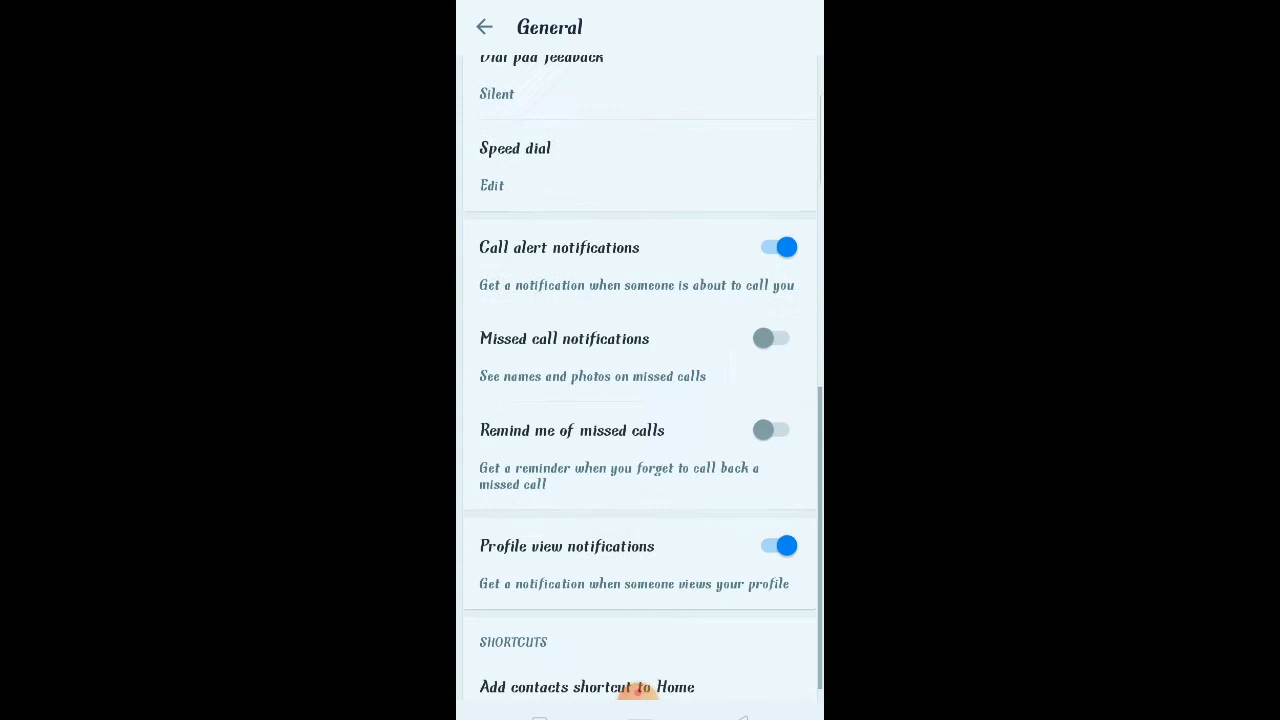 General
Dial pad feedback
Silent
Speed dial
Edit
Call alert notifications
Get a notification when someone is about to call you
Missed call notifications
See names and photos on missed calls
Remind me of missed calls
Get a reminder when you forget to call back a
missed call
Profile view notifications
Get a notification when someone views your profile
SHORTCUTS
Add contacts shortcut to Home